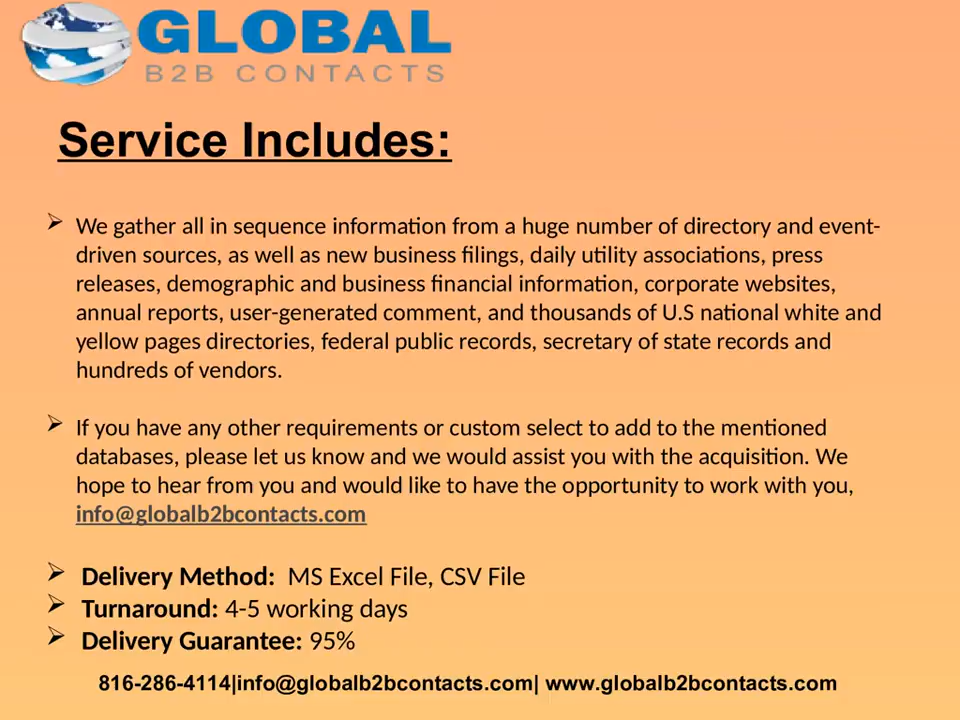 GLOBAL
B2B CONTACTS
Service Includes:
➢ We gather all in sequence information from a huge number of directory and event-
driven sources, as well as new business filings, daily utility associations, press
releases, demographic and business financial information, corporate websites,
annual reports, user-generated comment, and thousands of U.S national white and
yellow pages directories, federal public records, secretary of state records and
hundreds of vendors.
➢ If you have any other requirements or custom select to add to the mentioned
databases, please let us know and we would assist you with the acquisition. We
hope to hear from you and would like to have the opportunity to work with you,
info@globalb2bcontacts.com
➢ Delivery Method: MS Excel File, CSV File
➢ Turnaround: 4-5 working days
➢ Delivery Guarantee: 95%
816-286-4114|info@globalb2bcontacts.com| www.globalb2bcontacts.com